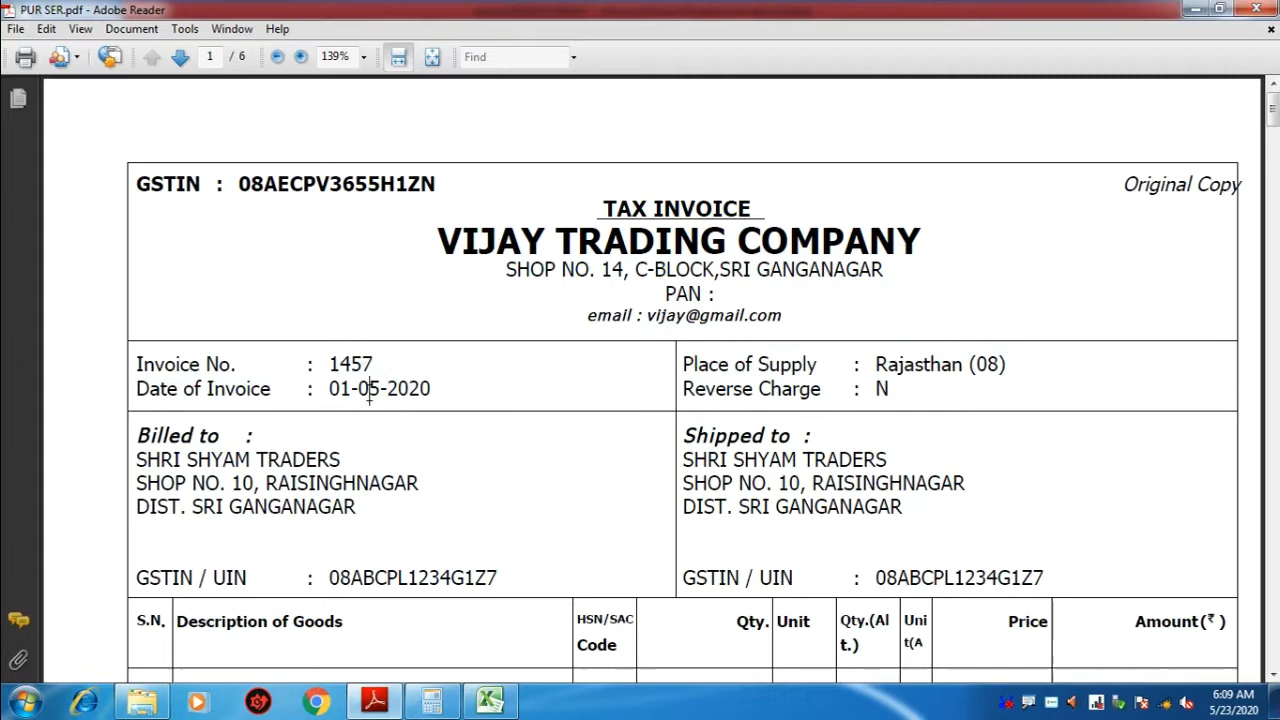 PUR SER.pdf - Adobe Reader
File Edit View Document Tools Window Help
1 / 6 139% Find
GSTIN : 08AECPV3655H1ZN
Original Copy
TAX INVOICE
VIJAY TRADING COMPANY
SHOP NO. 14, C-BLOCK,SRI GANGANAGAR
PAN :
email : vijay@gmail.com
Invoice No. : 1457
Date of Invoice : 01-05-2020
Place of Supply : Rajasthan (08)
Reverse Charge : N
Billed to :
SHRI SHYAM TRADERS
SHOP NO. 10, RAISINGHNAGAR
DIST. SRI GANGANAGAR
GSTIN / UIN : 08ABCPL1234G1Z7
Shipped to :
SHRI SHYAM TRADERS
SHOP NO. 10, RAISINGHNAGAR
DIST. SRI GANGANAGAR
GSTIN / UIN : 08ABCPL1234G1Z7
S.N. Description of Goods HSN/SAC Qty. Unit Qty.(Al Uni Price Amount(₹ )
Code t.) t(A
6:09 AM
5/23/2020